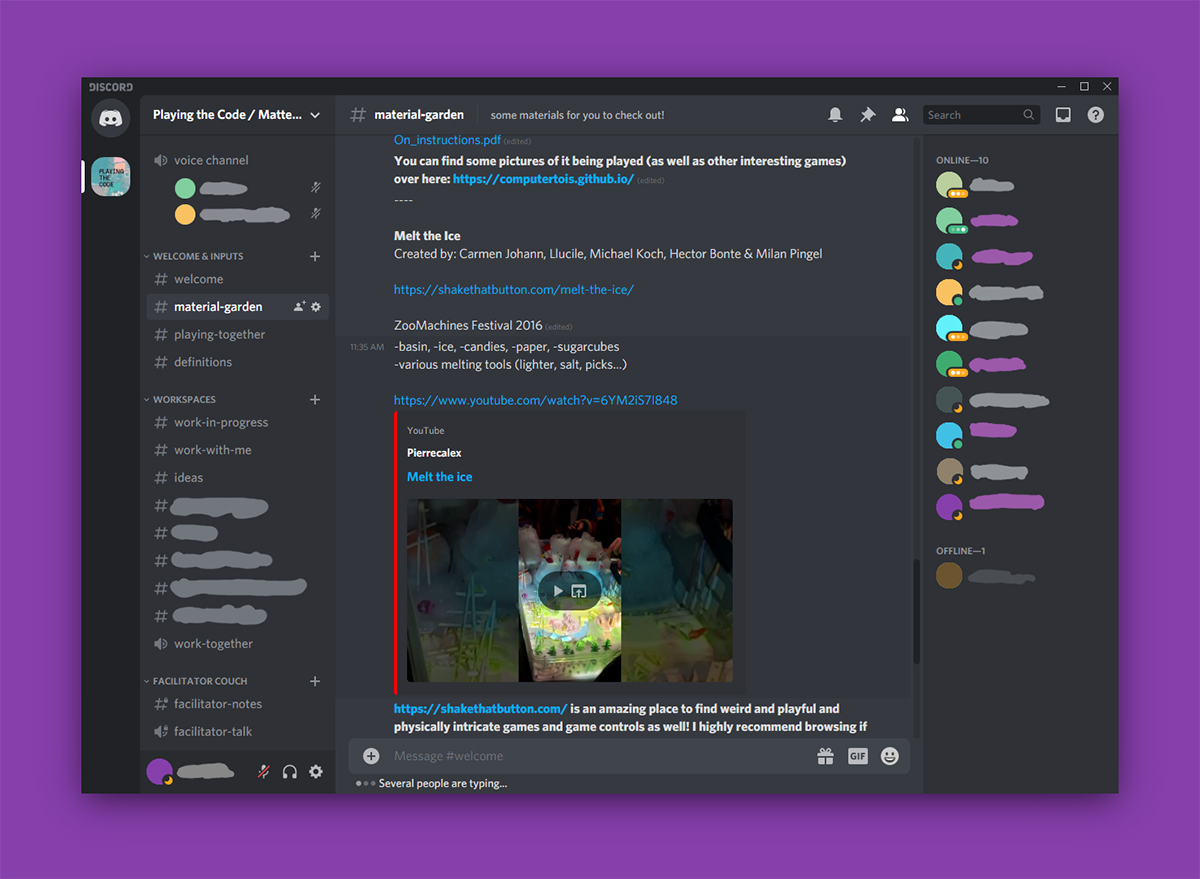 DISCORD
PLAYING
THE
CODE
Playing the Code / Matte...
voice channel
WELCOME & INPUTS
# welcome
# material-garden
# playing-together
# definitions
WORKSPACES
# work-in-progress
# work-with-me
# ideas
#
#
#
#
#
work-together
FACILITATOR COUCH
# facilitator-notes
facilitator-talk
# material-garden some materials for you to check out!
Search
On_instructions.pdf (edited)
You can find some pictures of it being played (as well as other interesting games)
over here: https://computertois.github.io/ (edited)
----
Melt the Ice
Created by: Carmen Johann, Llucile, Michael Koch, Hector Bonte & Milan Pingel
https://shakethatbutton.com/melt-the-ice/
ZooMachines Festival 2016 (edited)
11:35 AM -basin, -ice, -candies, -paper, -sugarcubes
-various melting tools (lighter, salt, picks...)
https://www.youtube.com/watch?v=6YM2iS7l848
YouTube
Pierrecalex
Melt the ice
https://shakethatbutton.com/ is an amazing place to find weird and playful and
physically intricate games and game controls as well! I highly recommend browsing if
Message #welcome
GIF
Several people are typing...
ONLINE—10
OFFLINE—1